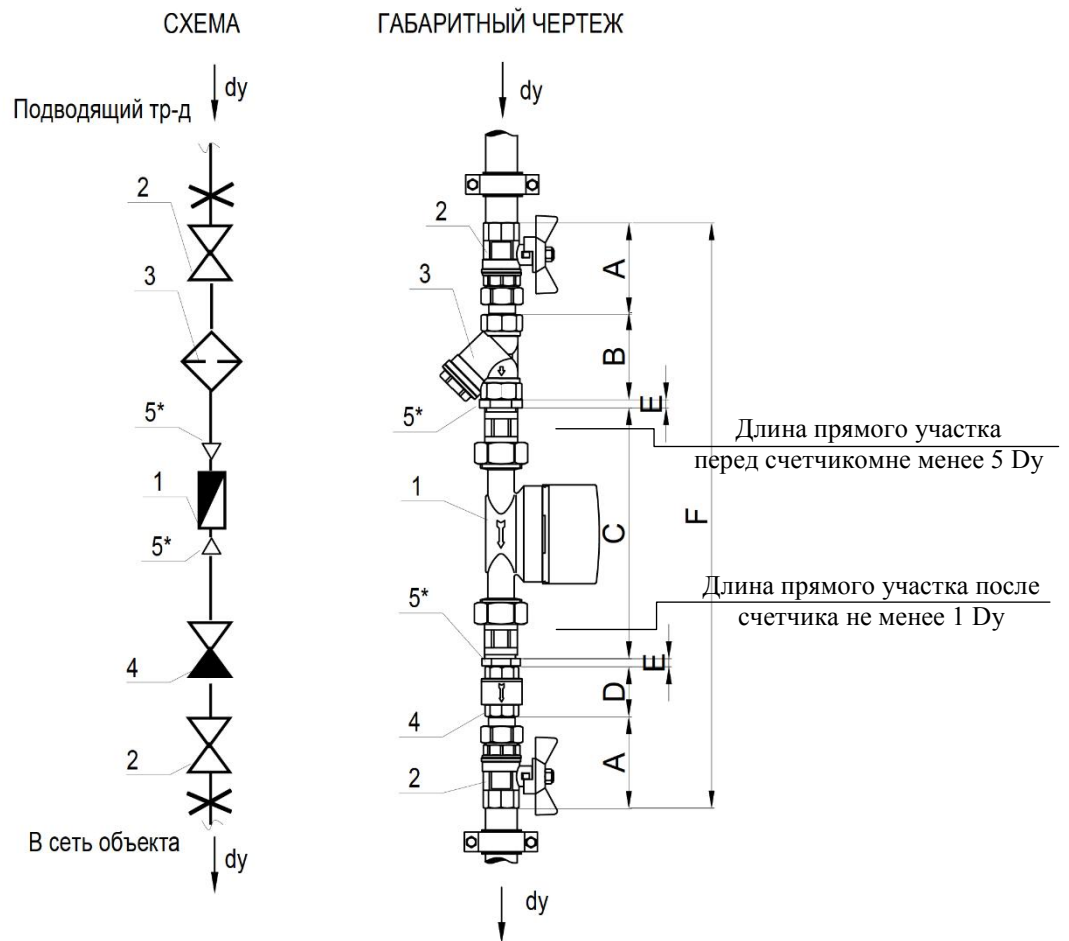 СХЕМА
ГАБАРИТНЫЙ ЧЕРТЕЖ
dy
Подводящий тр-д
2
3
5*
1
5*
4
2
В сеть объекта
dy
dy
2
3
5*
1
5*
4
2
A
B
E
C
F
E
D
A
Длина прямого участка
перед счетчикомне менее 5 Dy
Длина прямого участка после
счетчика не менее 1 Dy
dy